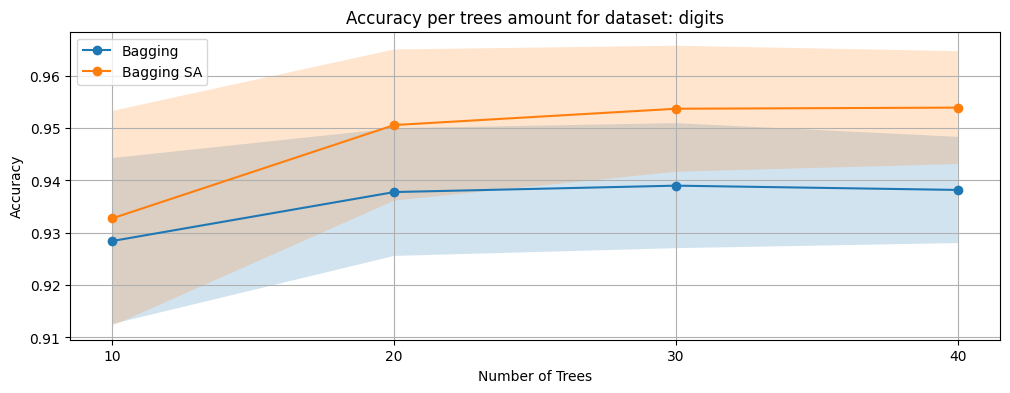 Accuracy per trees amount for dataset: digits
Bagging
Bagging SA
Accuracy
0.96
0.95
0.94
0.93
0.92
0.91
10 20 30 40
Number of Trees